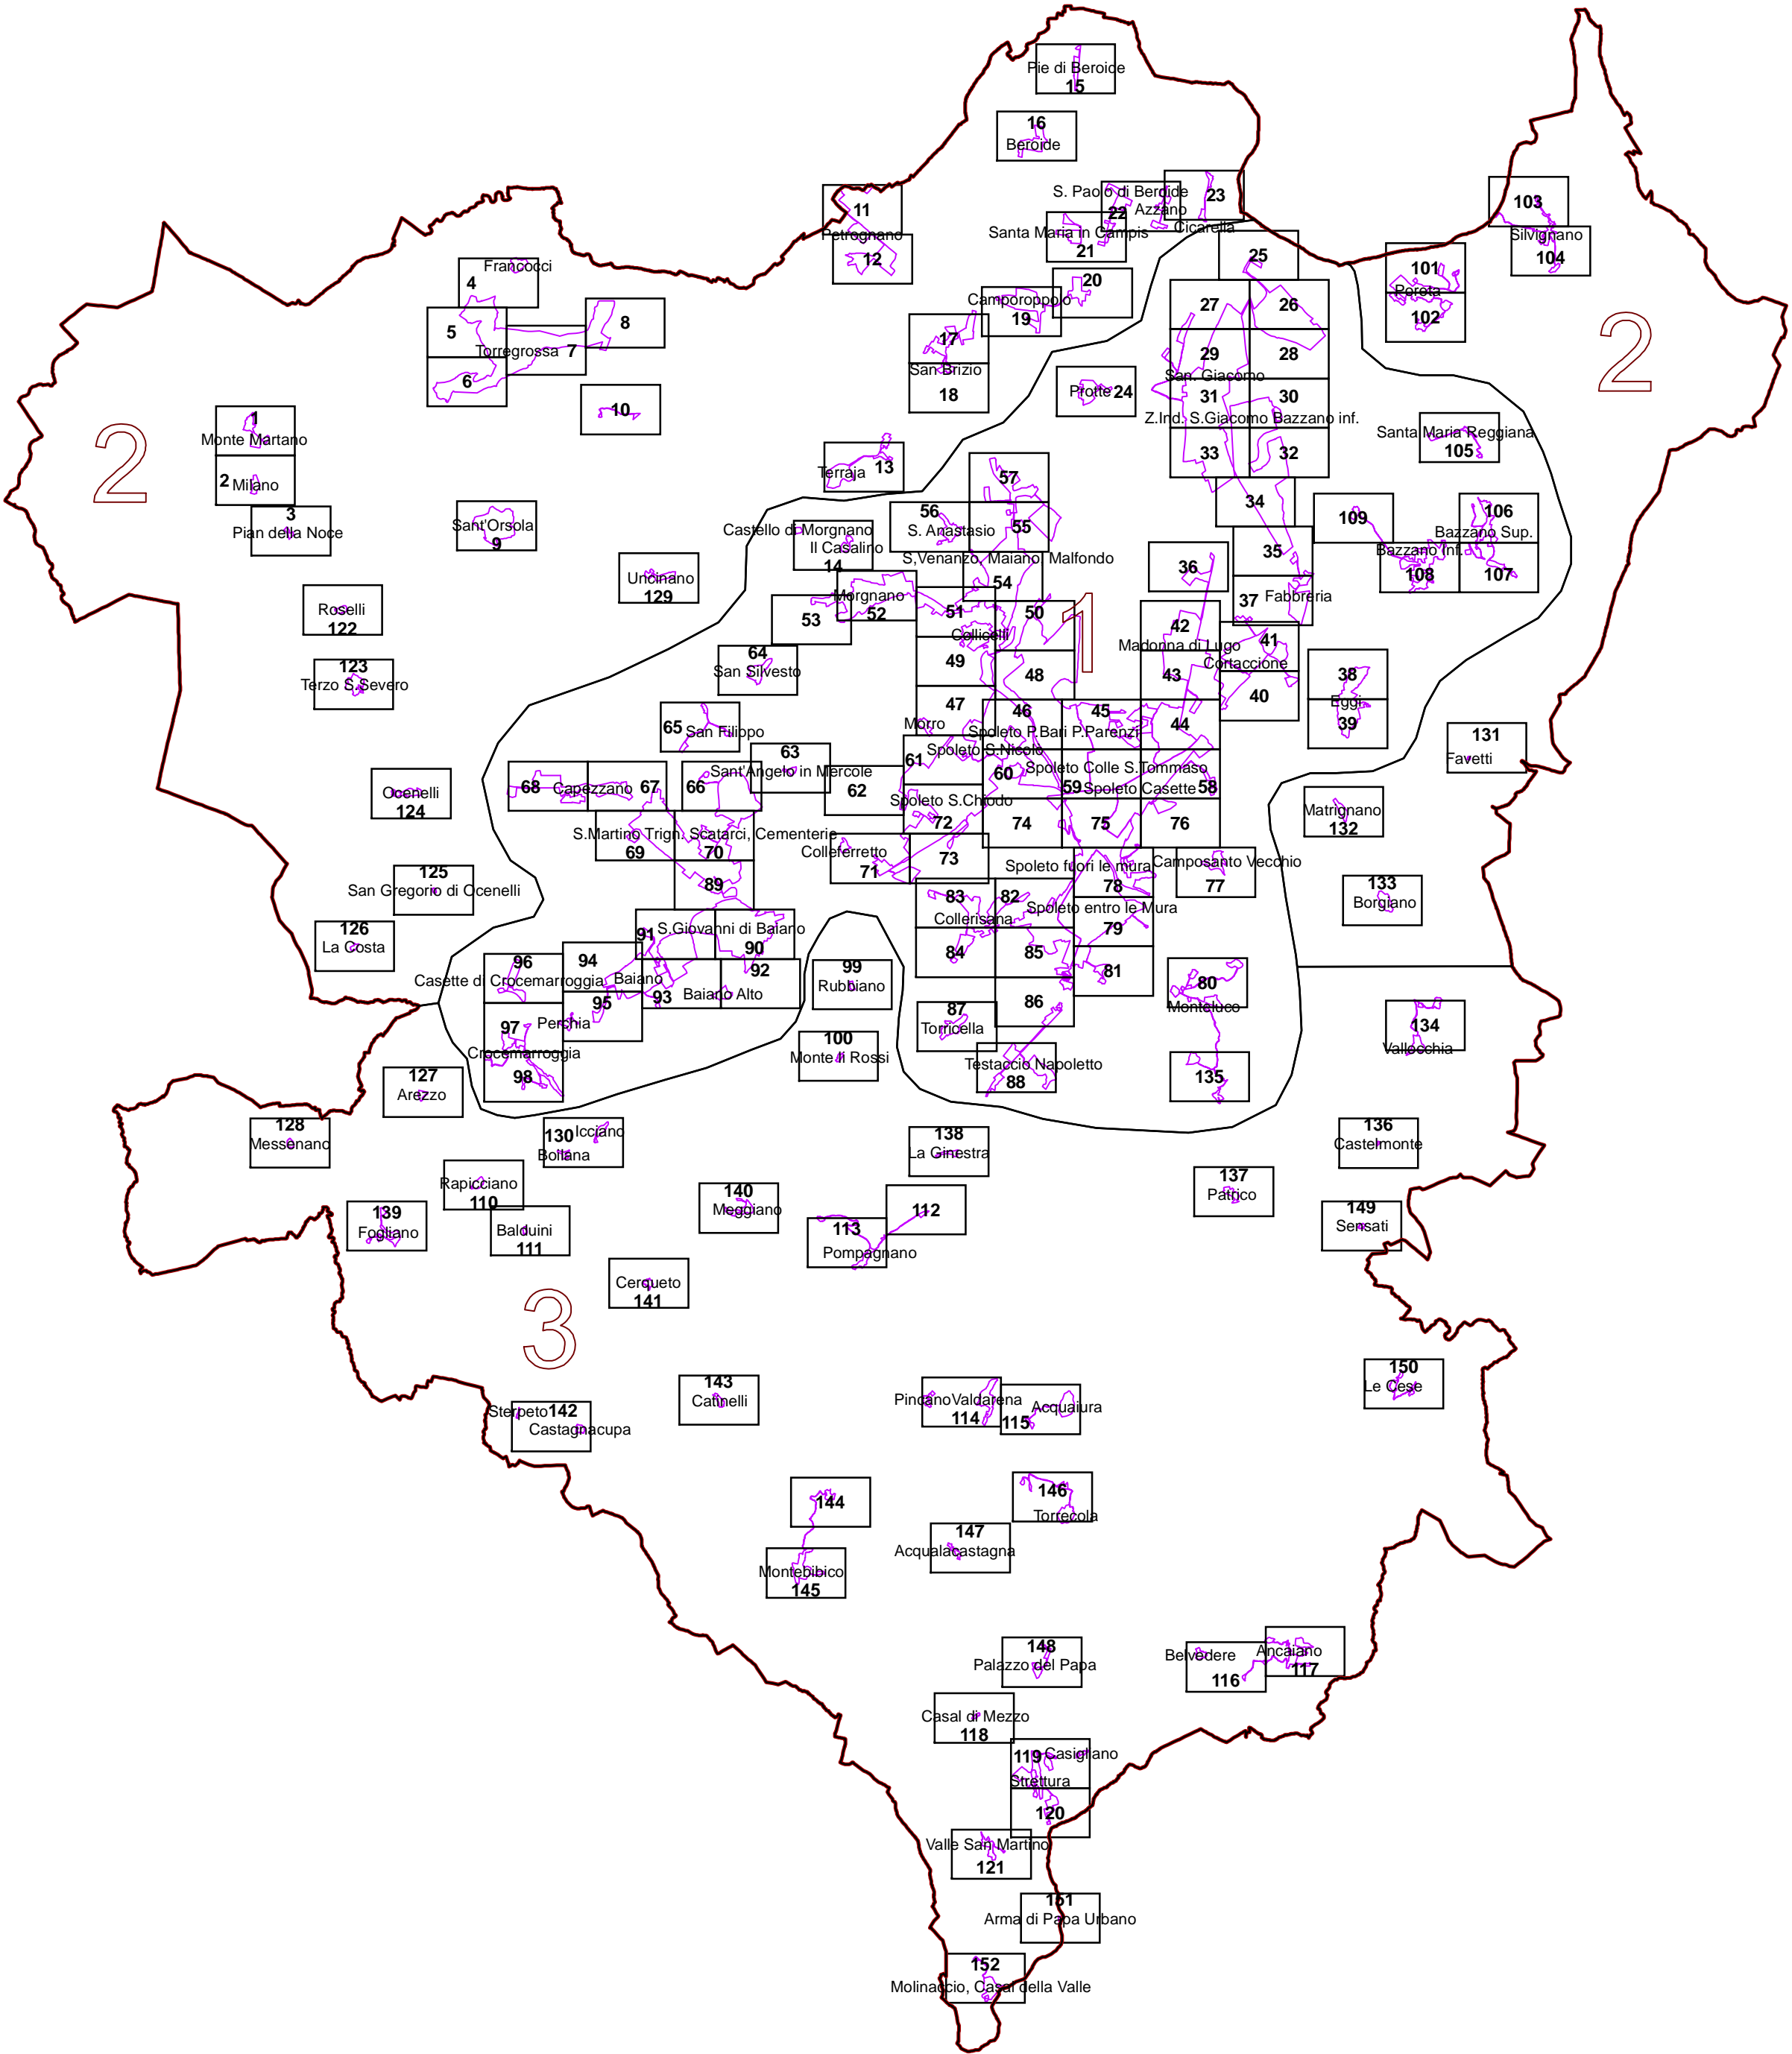 Pie di Beroide
15
16
Beroide
11
Petrognano
12
S. Paolo di Beroide
22
Azzano
23
Cicarella
Santa Maria in Campis
21
20
Camporoppolo
19
17
San Brizio
18
103
Silvignano
104
101
Poreta
102
2
Francocci
4
5
8
Torregrossa 7
6
10
1
Monte Martano
2
2 Milano
3
Pian della Noce
Sant'Orsola
9
25
27
26
29
28
San. Giacomo
31
30
Z.Ind. S.Giacomo Bazzano inf.
33
32
34
35
Protte 24
Terraja 13
Santa Maria Reggiana
105
109
106
Bazzano Sup.
Bazzano Inf.
108
107
57
56
S. Anastasio
55
Castello di Morgnano
Il Casalino
14
S,Venanzo, Maiano, Malfondo
54
Uncinano
129
Roselli
122
123
Terzo S.Severo
Morgnano
53
52
51
50
Collicelli
49
48
1
36
37
Fabbreria
42
Madonna di Lugo
41
Cortaccione
43
40
38
Eggi
39
64
San Silvesto
65 San Filippo
63
Sant'Angelo in Mercole
62
47
Morro
46
45
44
Spoleto P.Bari P.Parenzi
Spoleto S.Nicolo
61
60
Spoleto Colle S.Tommaso
59
Spoleto Casette
58
131
Favetti
Matrignano
132
Ocenelli
124
68
Capezzano
67
66
Spoleto S.Chiodo
72
74
75
76
S.Martino Trign. Scatarci, Cementerie
69
70
Colleferretto
71
73
Spoleto fuori le mura
78
Camposanto Vecchio
77
125
San Gregorio di Ocenelli
89
83
82
Collerisana
Spoleto entro le Mura
79
133
Borgiano
126
La Costa
91
S.Giovanni di Baiano
90
84
85
81
80
Monteluco
96
Casette di Crocemarroggia
94
Baiano
92
93
Baiano Alto
95
99
Rubbiano
97
Perchia
86
87
Torricella
134
Vallocchia
Crocemarroggia
98
100
Monte li Rossi
Testaccio Napoletto
88
135
127
Arezzo
128
Messenano
130
Icciano
Bollana
138
La Ginestra
136
Castelmonte
Rapicciano
110
137
Patrico
139
Fogliano
Balduini
111
140
Meggiano
112
113
Pompagnano
149
Sensati
Cerqueto
141
3
143
Catinelli
Pincano Valdarena
114
115
Acquaiura
150
Le Cese
Sterpeto 142
Castagnacupa
144
146
Torrecola
147
Acqualacastagna
Montebibico
145
148
Palazzo del Papa
Belvedere
116
Ancaiano
117
Casal di Mezzo
118
119 Casigliano
Strettura
120
Valle San Martino
121
151
Arma di Papa Urbano
152
Molinaccio, Casal della Valle